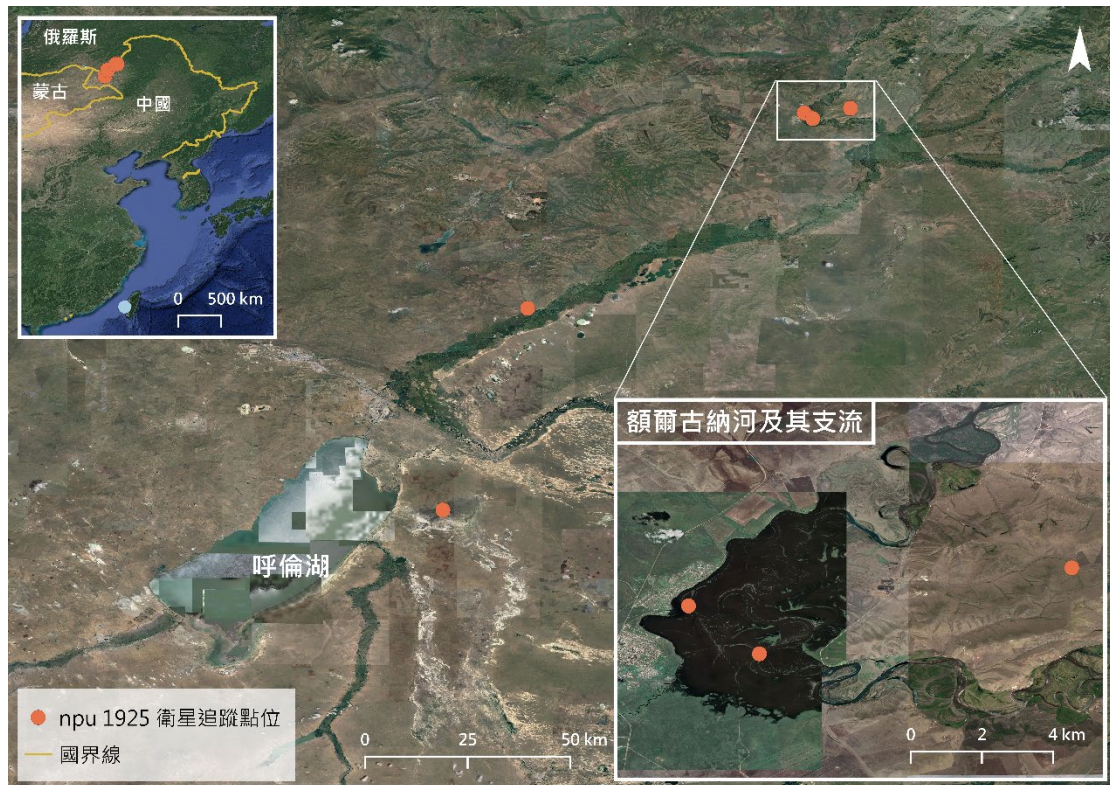 俄羅斯
蒙古
中國
0 500 km
額爾古納河及其支流
呼倫湖
npu 1925 衛星追蹤點位
國界線
0 25 50 km
0 2 4 km